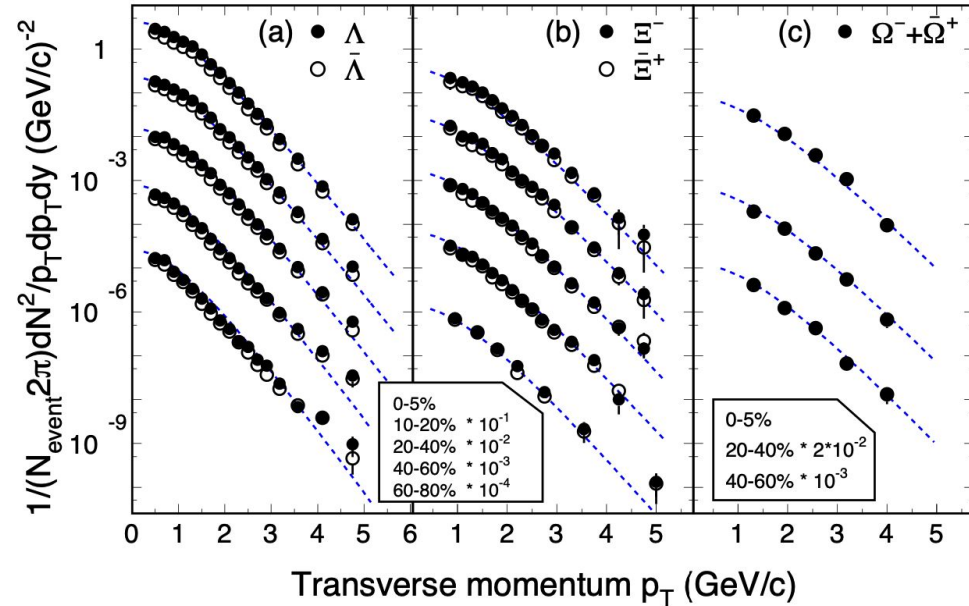 1/(N_event 2π)dN²/p_T dp_T dy (GeV/c)⁻²
1
10⁻³
10⁻⁶
10⁻⁹
(a) ● Λ
○ Λ̄
(b) ● Ξ⁻
○ Ξ̄⁺
(c) ● Ω⁻+Ω̄⁺
0-5%
10-20% * 10⁻¹
20-40% * 10⁻²
40-60% * 10⁻³
60-80% * 10⁻⁴
0-5%
20-40% * 2*10⁻²
40-60% * 10⁻³
0 1 2 3 4 5 6
1 2 3 4 5
1 2 3 4 5
Transverse momentum p_T (GeV/c)